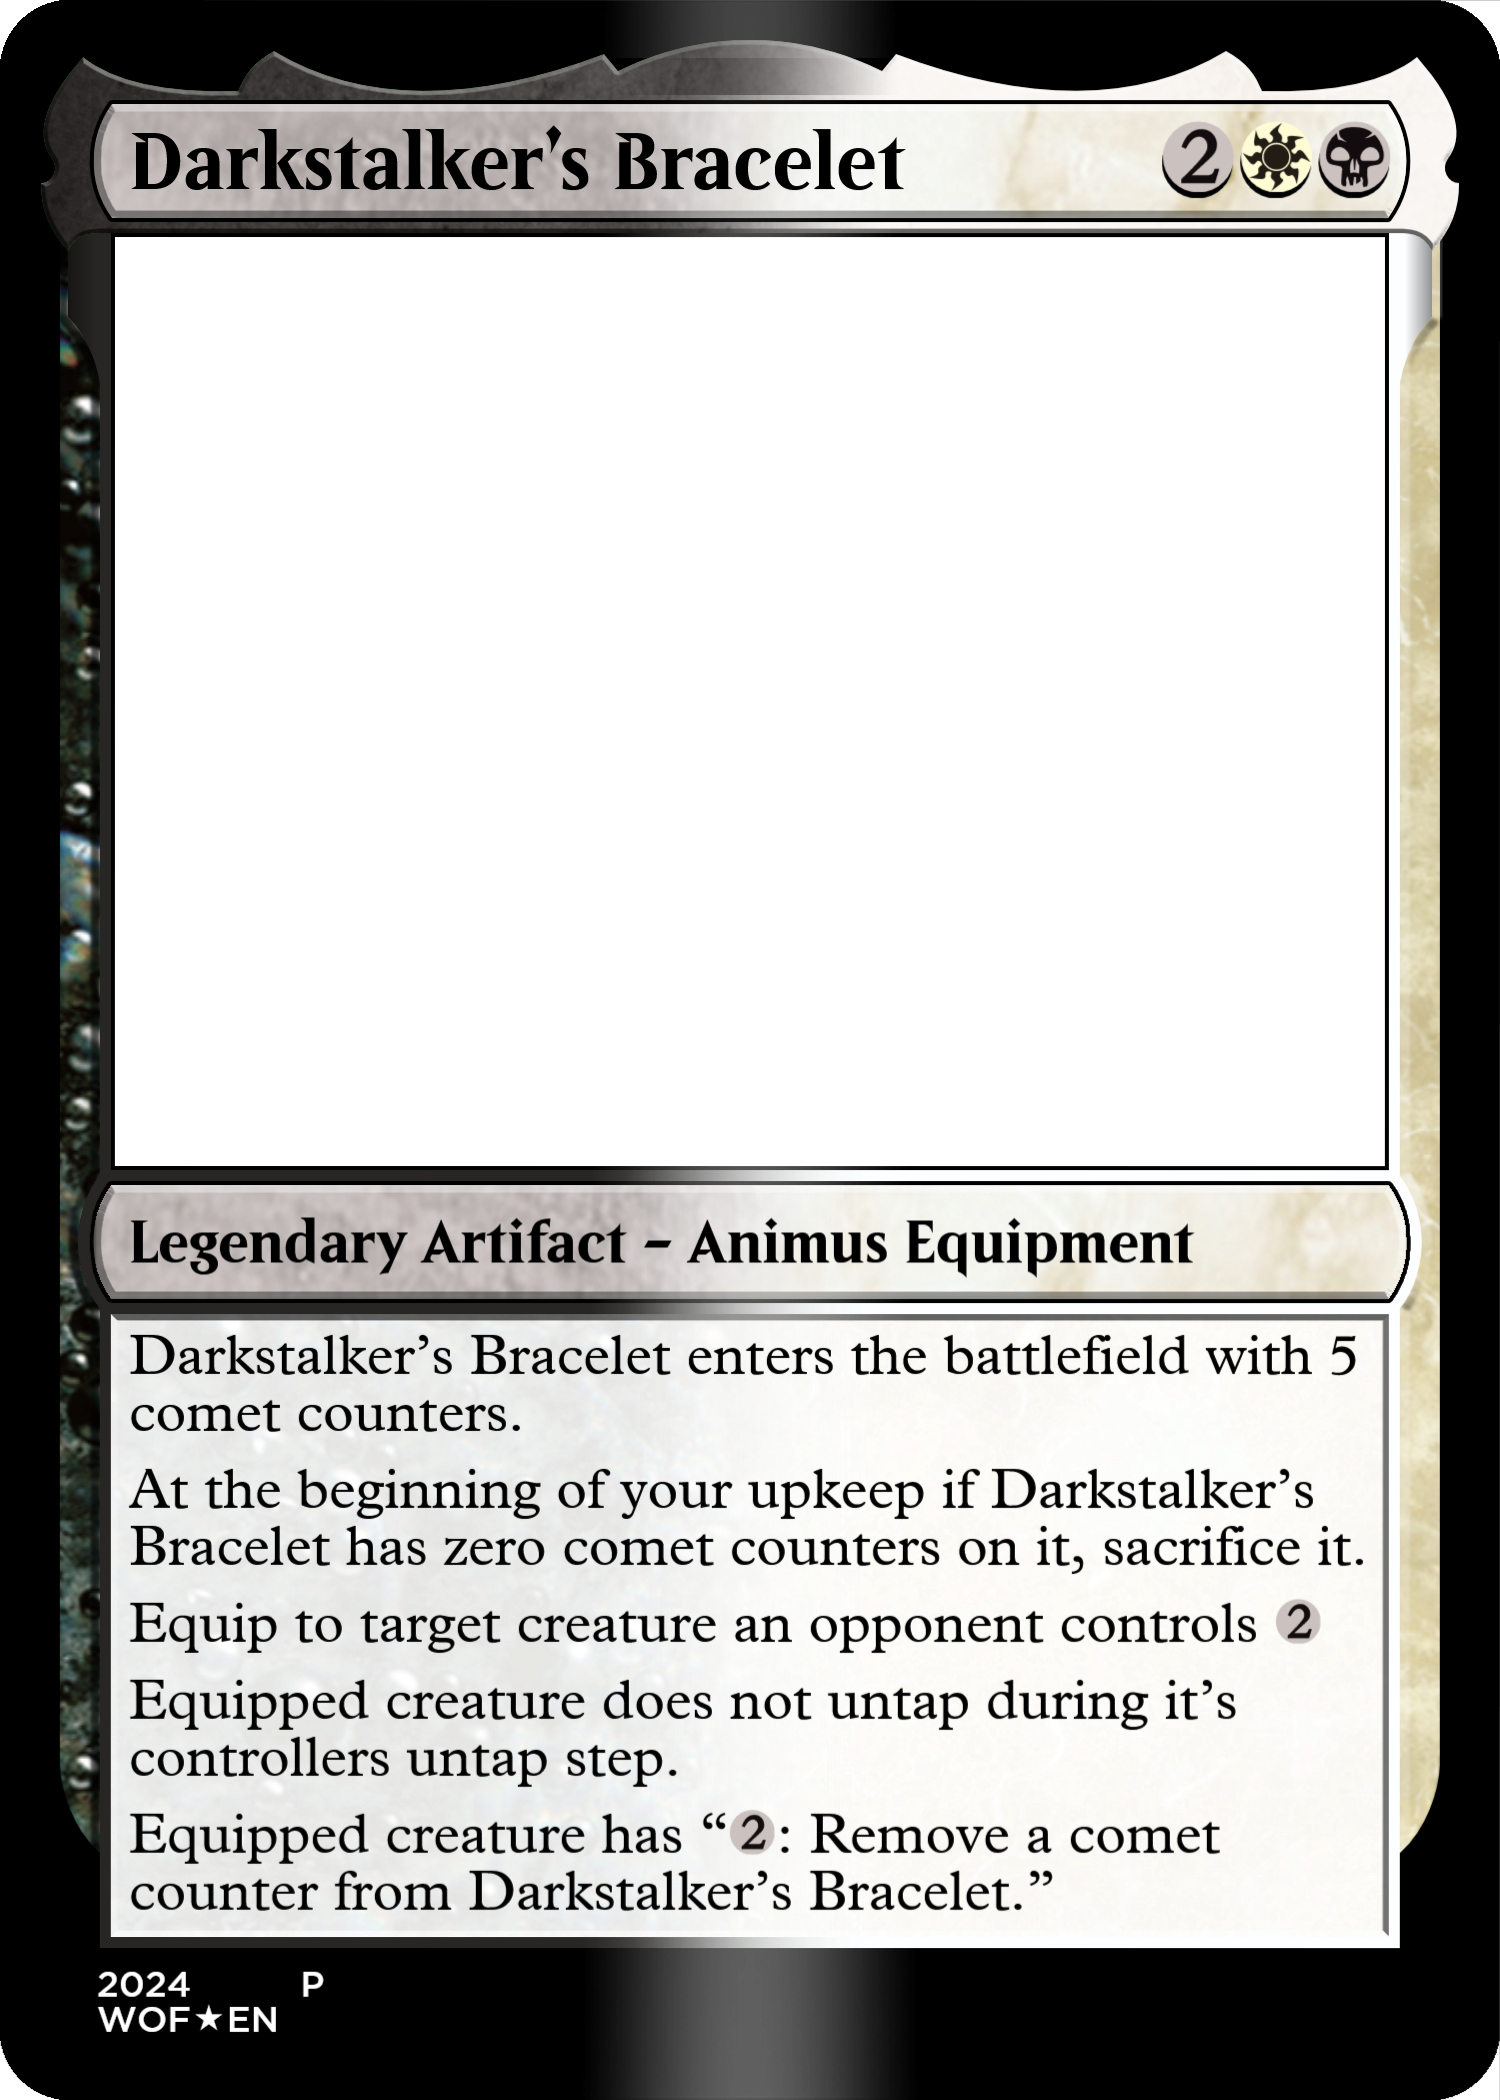 Darkstalker's Bracelet 2
Legendary Artifact – Animus Equipment
Darkstalker's Bracelet enters the battlefield with 5
comet counters.
At the beginning of your upkeep if Darkstalker's
Bracelet has zero comet counters on it, sacrifice it.
Equip to target creature an opponent controls 2
Equipped creature does not untap during it's
controllers untap step.
Equipped creature has “2: Remove a comet
counter from Darkstalker's Bracelet.”
2024 P
WOF★EN